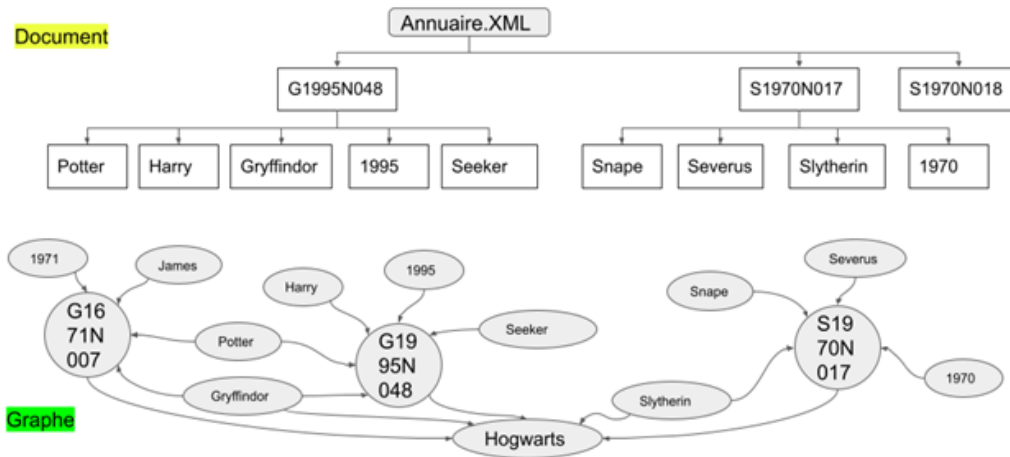 Annuaire.XML
Document
G1995N048
S1970N017
S1970N018
Potter
Harry
Gryffindor
1995
Seeker
Snape
Severus
Slytherin
1970
1971
James
Harry
1995
Snape
Severus
G16
71N
007
Potter
G19
95N
048
Seeker
S19
70N
017
1970
Gryffindor
Slytherin
Graphe
Hogwarts